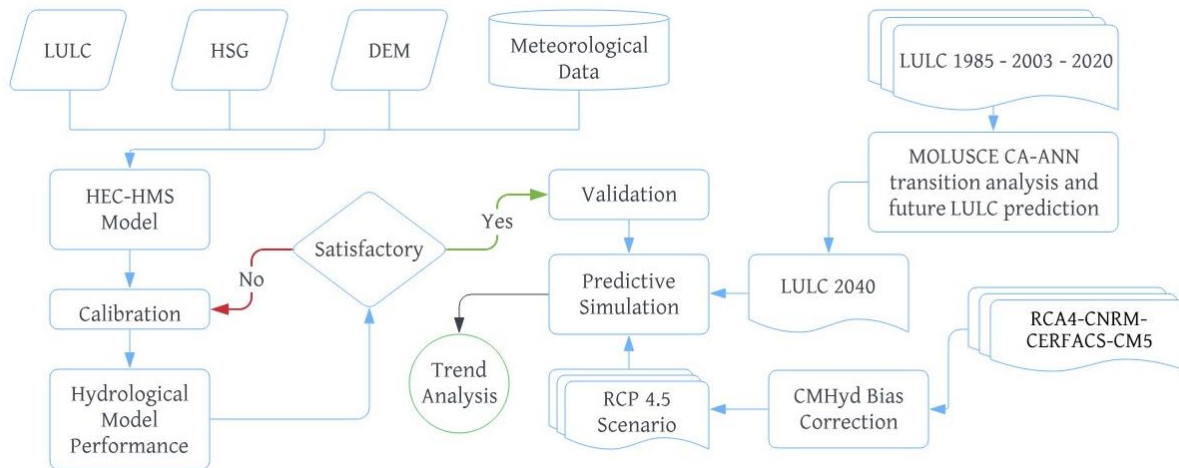 LULC
HSG
DEM
Meteorological
Data
LULC 1985 - 2003 - 2020
MOLUSCE CA-ANN
transition analysis and
future LULC prediction
HEC-HMS
Model
Satisfactory
Yes
No
Validation
Calibration
Predictive
Simulation
LULC 2040
RCA4-CNRM-
CERFACS-CM5
Hydrological
Model
Performance
Trend
Analysis
RCP 4.5
Scenario
CMHyd Bias
Correction